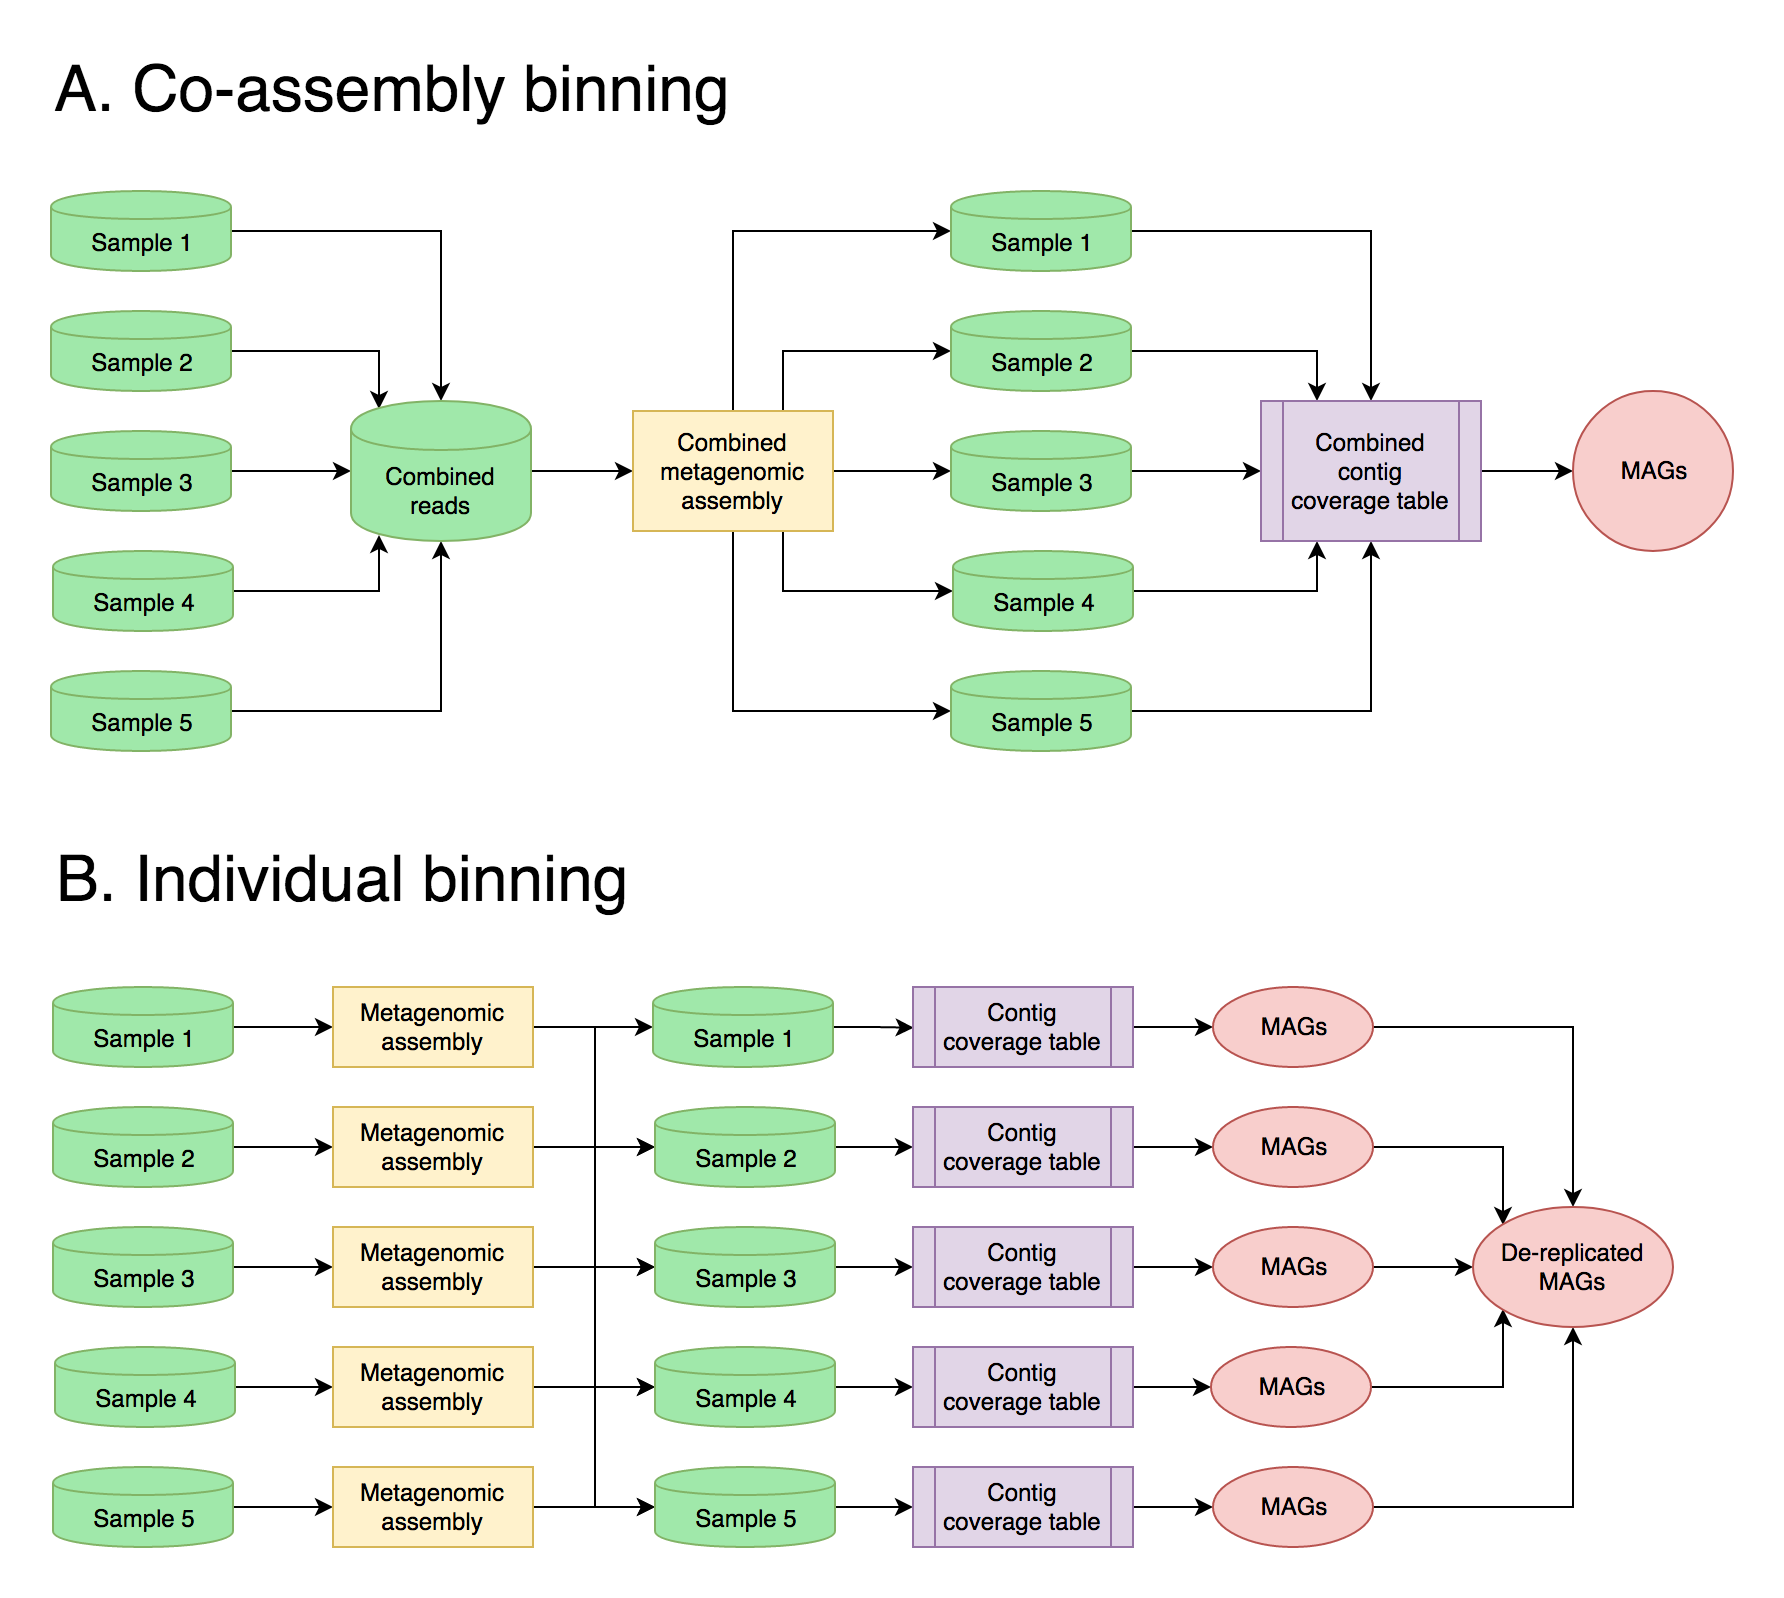 A. Co-assembly binning
Sample 1
Sample 2
Sample 3
Sample 4
Sample 5
Combined
reads
Combined
metagenomic
assembly
Sample 1
Sample 2
Sample 3
Sample 4
Sample 5
Combined
contig
coverage table
MAGs
B. Individual binning
Sample 1
Metagenomic
assembly
Sample 1
Contig
coverage table
MAGs
Sample 2
Metagenomic
assembly
Sample 2
Contig
coverage table
MAGs
Sample 3
Metagenomic
assembly
Sample 3
Contig
coverage table
MAGs
De-replicated
MAGs
Sample 4
Metagenomic
assembly
Sample 4
Contig
coverage table
MAGs
Sample 5
Metagenomic
assembly
Sample 5
Contig
coverage table
MAGs